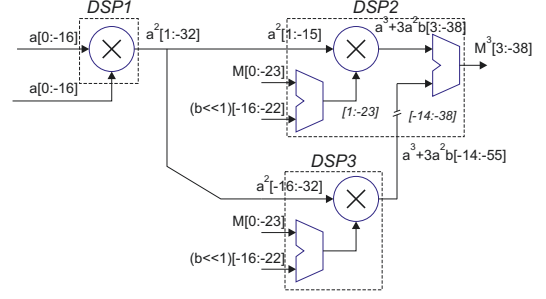 DSP1
DSP2
a[0:-16]
a²[1:-32]
a²[1:-15]
a³+3a²b[3:-38]
M³[3:-38]
M[0:-23]
a[0:-16]
(b<<1)[-16:-22]
[1:-23]
[-14:-38]
a³+3a²b[-14:-55]
DSP3
a²[-16:-32]
M[0:-23]
(b<<1)[-16:-22]